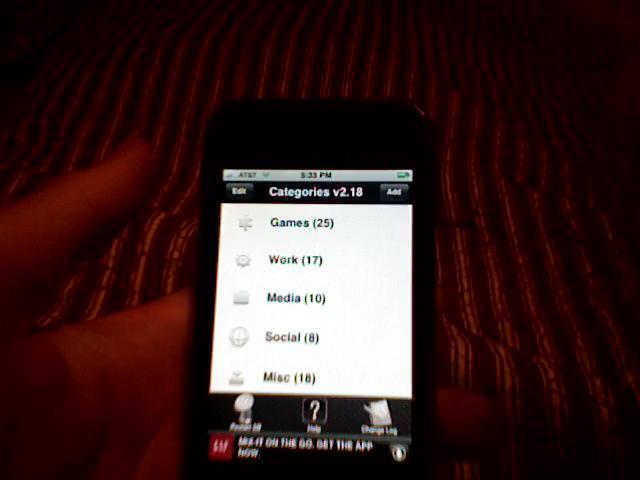 AT&T 5:33 PM
Edit Categories v2.18 Add
Games (25)
Work (17)
Media (10)
Social (8)
Misc (18)
Help Change Log
MIX-IT ON THE GO. GET THE APP
NOW.